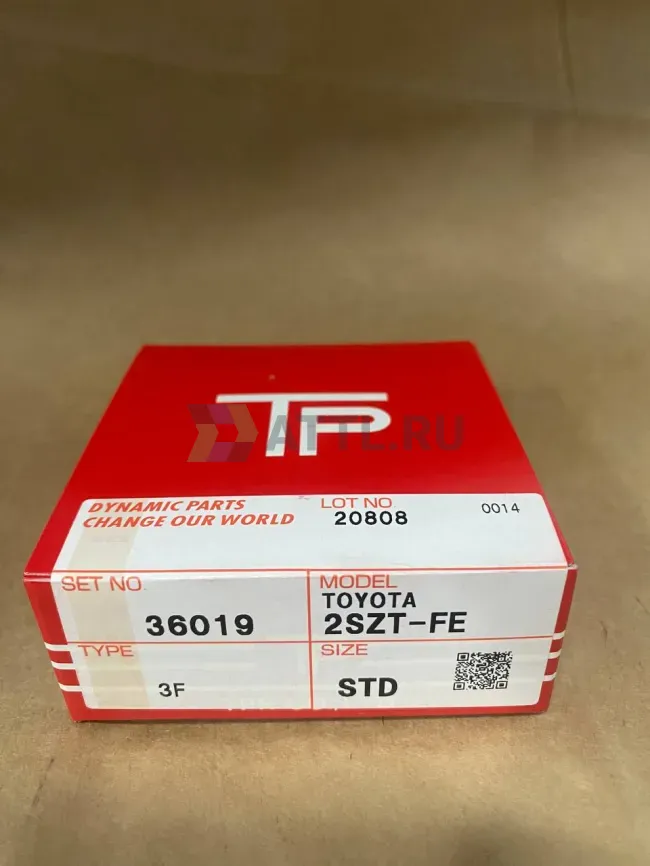 TP
ATTL.RU
DYNAMIC PARTS
CHANGE OUR WORLD
LOT NO
20808
0014
SET NO.
36019
MODEL
TOYOTA
2SZT-FE
TYPE
3F
SIZE
STD